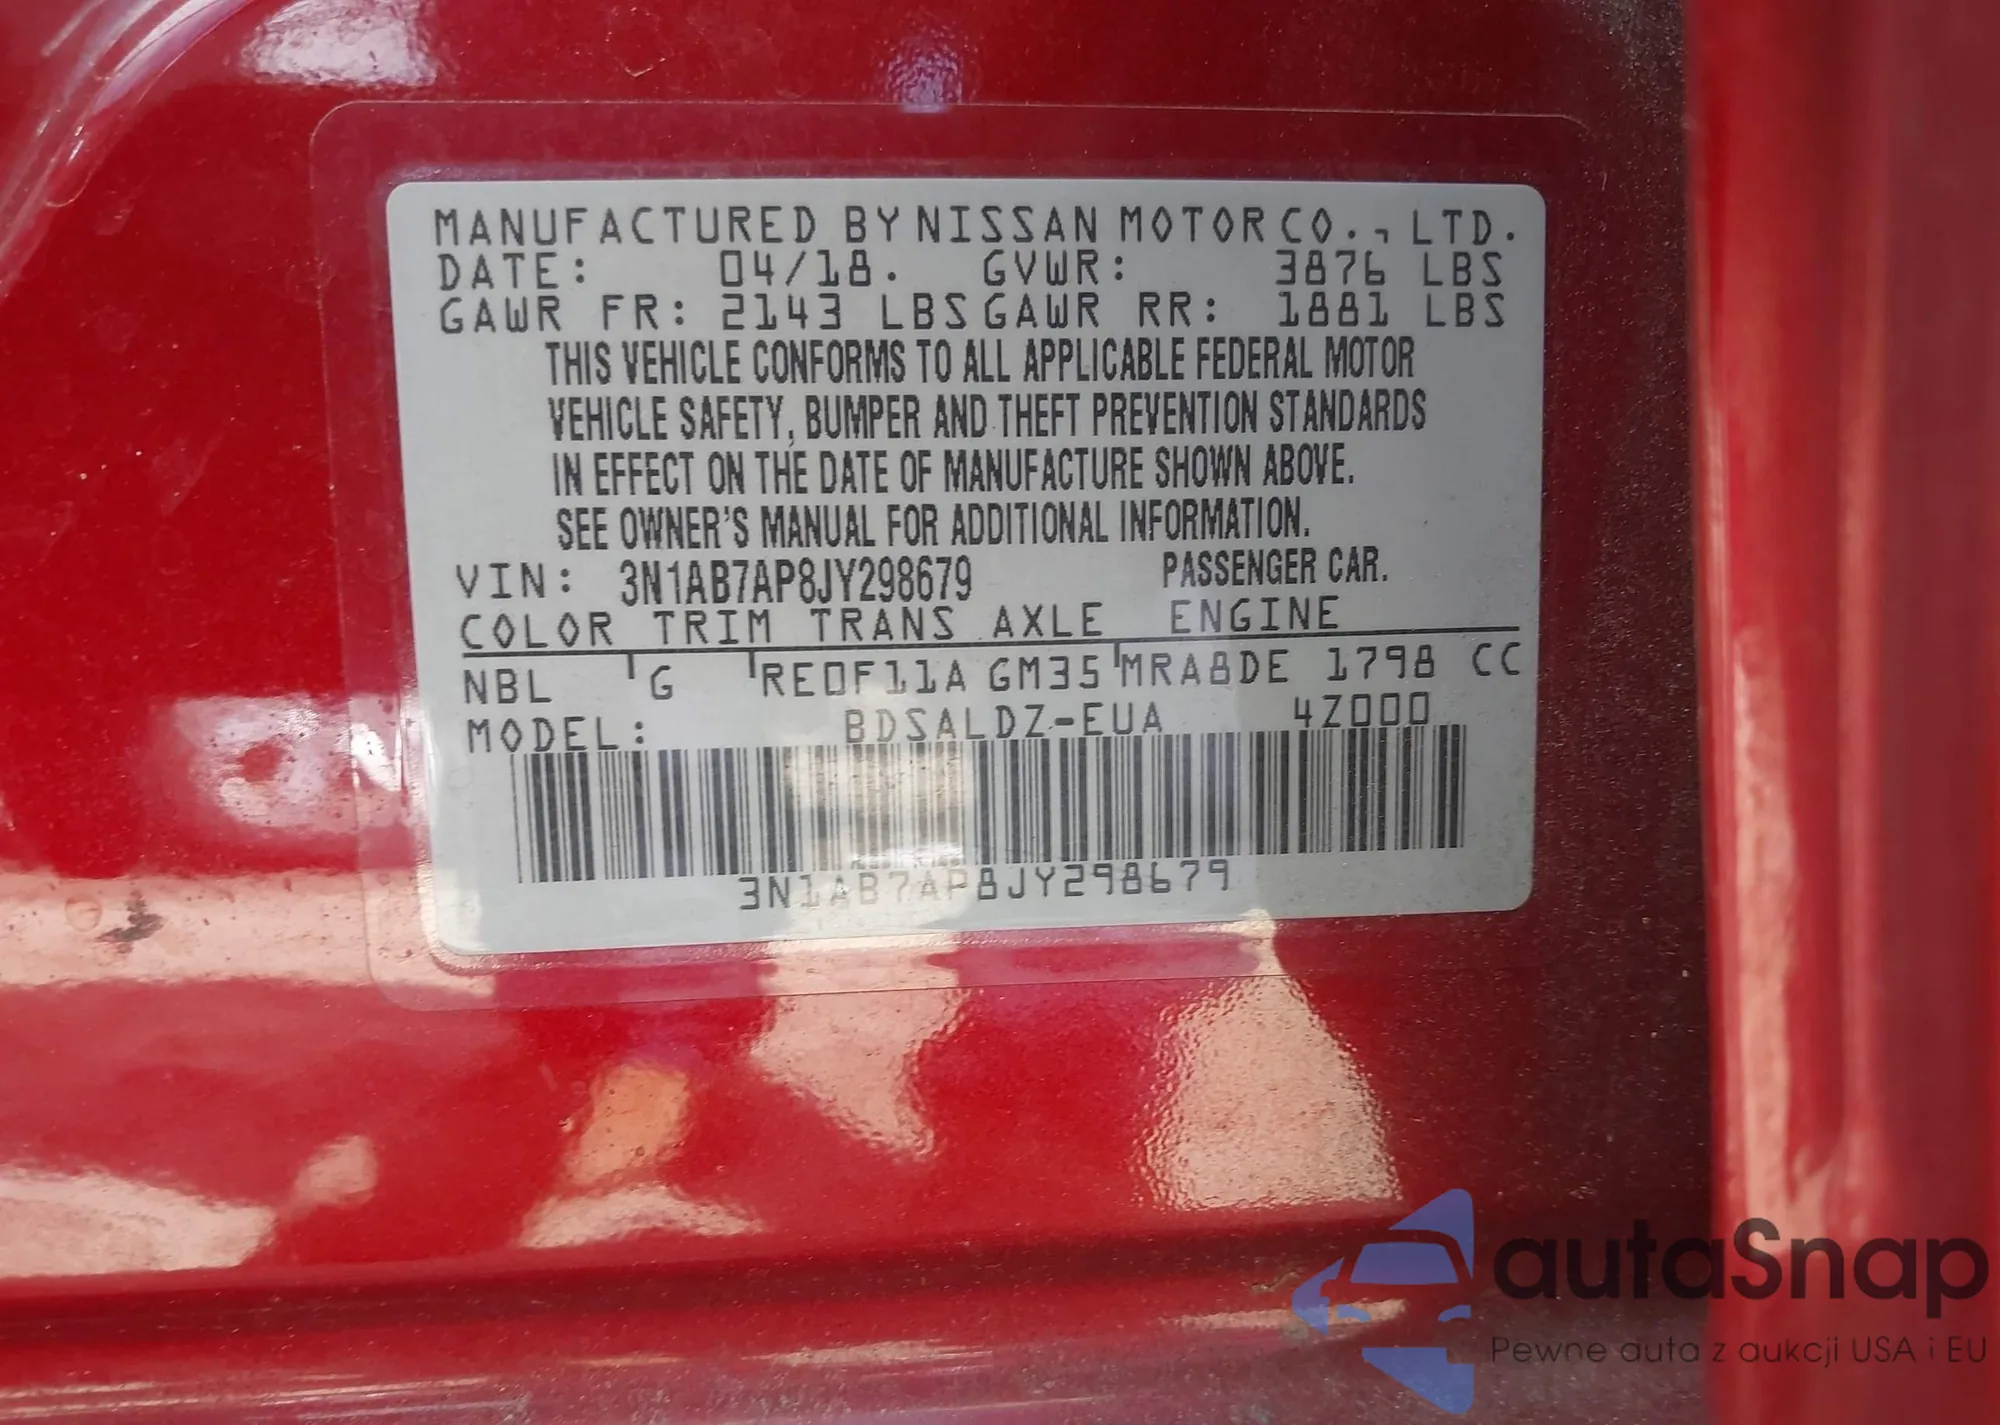 MANUFACTURED BY NISSAN MOTOR CO., LTD.
DATE: 04/18. GVWR: 3876 LBS
GAWR FR: 2143 LBS GAWR RR: 1881 LBS
THIS VEHICLE CONFORMS TO ALL APPLICABLE FEDERAL MOTOR
VEHICLE SAFETY, BUMPER AND THEFT PREVENTION STANDARDS
IN EFFECT ON THE DATE OF MANUFACTURE SHOWN ABOVE.
SEE OWNER'S MANUAL FOR ADDITIONAL INFORMATION.
VIN: 3N1AB7AP8JY298679 PASSENGER CAR.
COLOR TRIM TRANS AXLE ENGINE
NBL G RE0F11A GM35 MRA8DE 1798 CC
MODEL: BDSALDZ-EUA 4Z000
3N1AB7AP8JY298679
autaSnap
Pewne auta z aukcji USA i EU